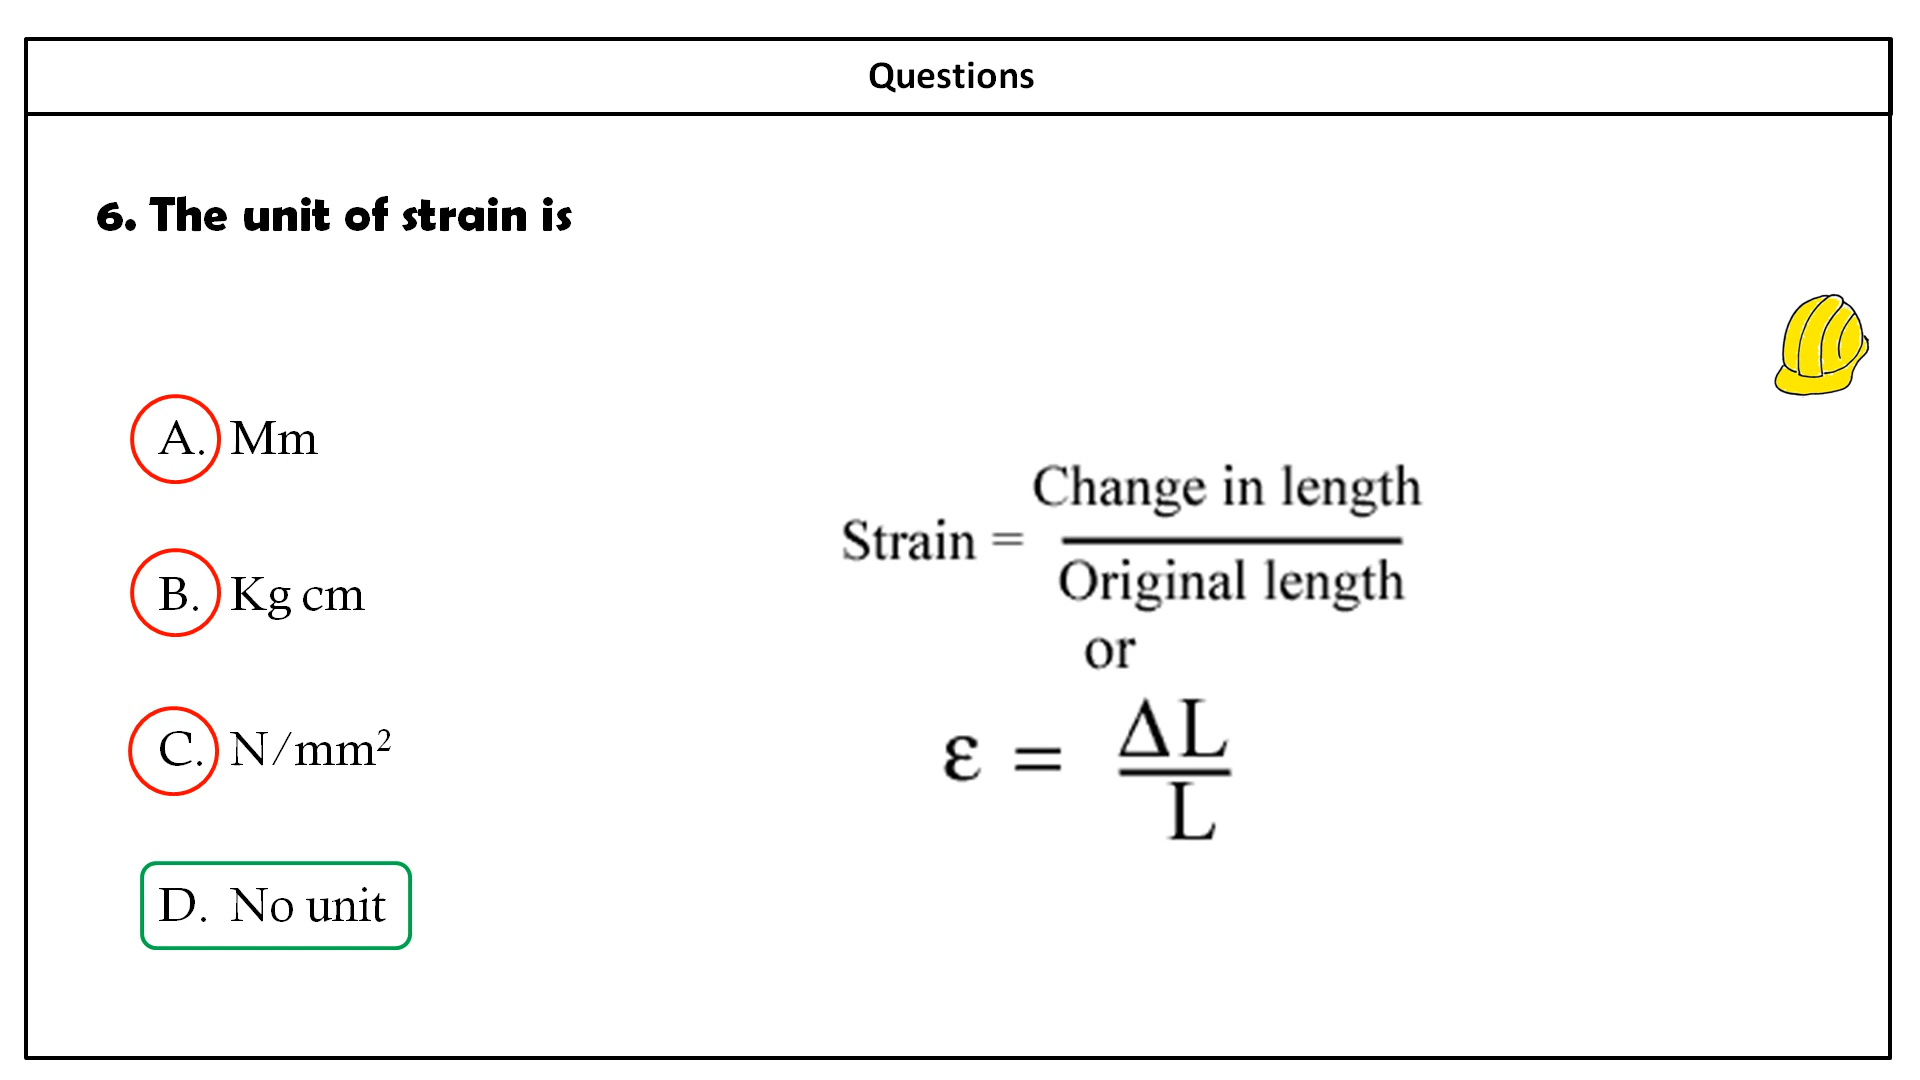 Questions
6. The unit of strain is
A. Mm
B. Kg cm
C. N/mm²
D. No unit
Strain = Change in length
Original length
or
ε = ΔL
L